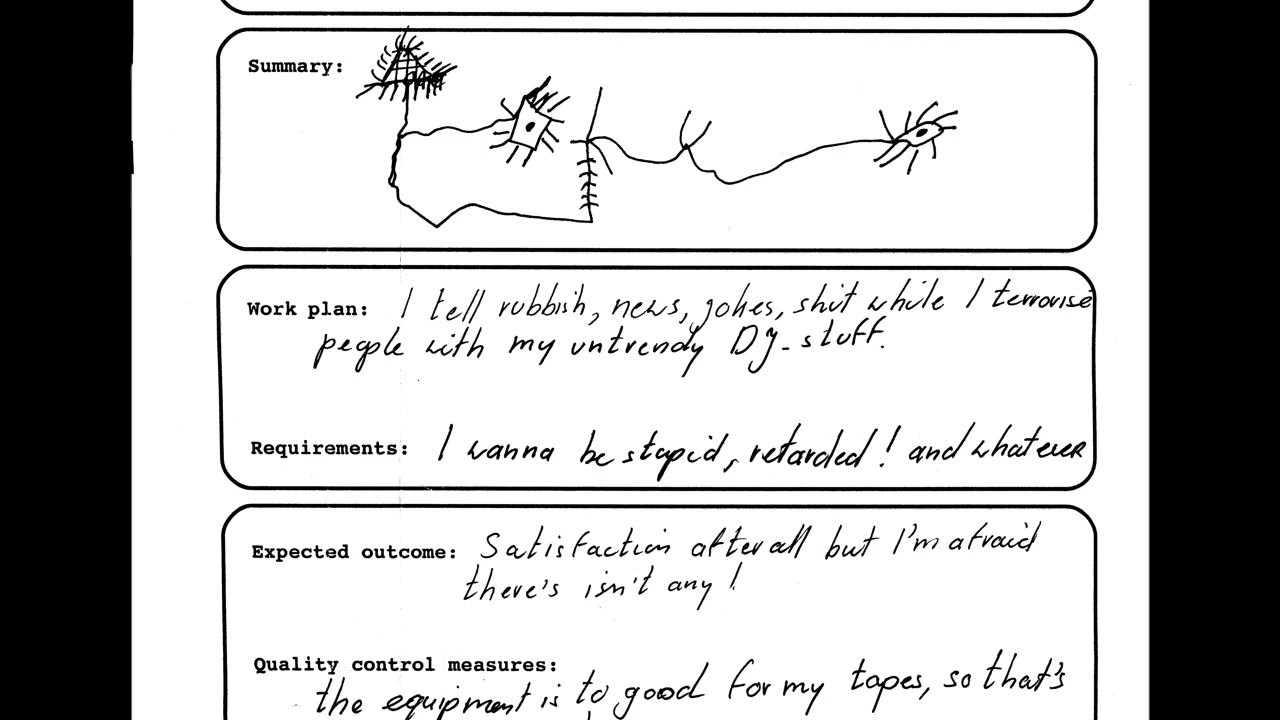 Summary:
Work plan: I tell rubbish, news, jokes, shit while I terrorise
people with my untrendy DJ-stuff.
Requirements: I wanna be stupid, retarded! and whatever
Expected outcome: Satisfaction after all but I'm afraid
there's isn't any!
Quality control measures:
the equipment is to good for my tapes, so that's